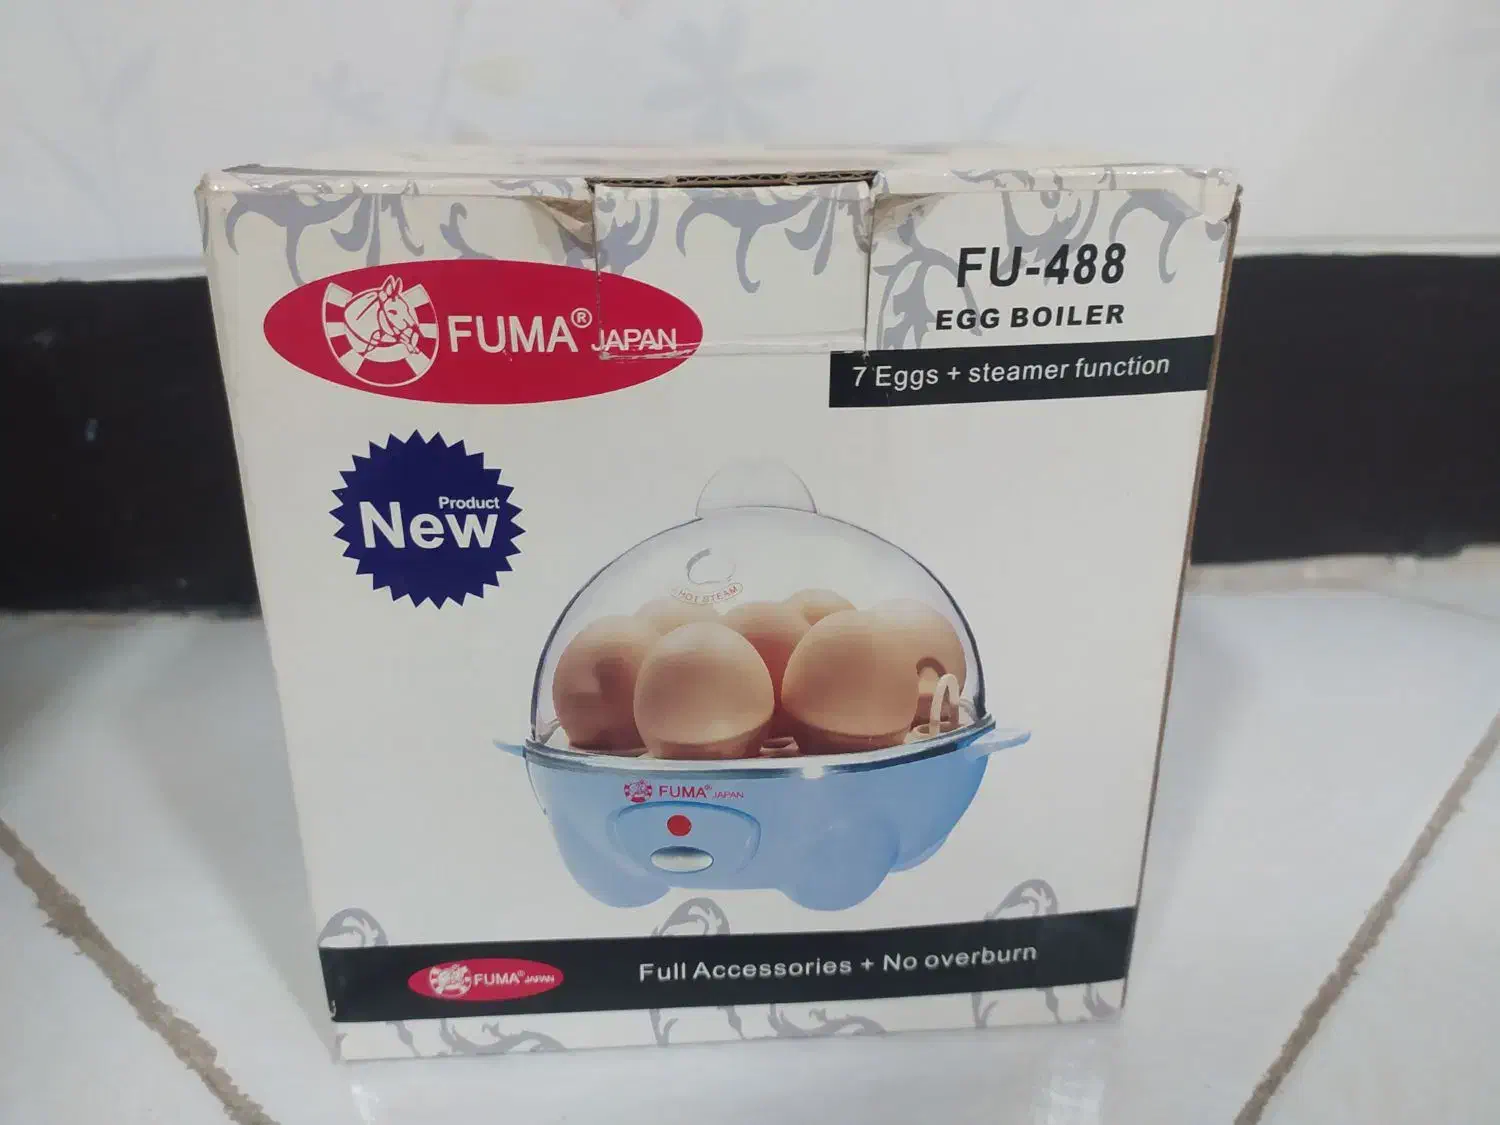 FUMA® JAPAN
FU-488
EGG BOILER
7 Eggs + steamer function
Product
New
HOT STEAM
FUMA® JAPAN
FUMA® JAPAN
Full Accessories + No overburn